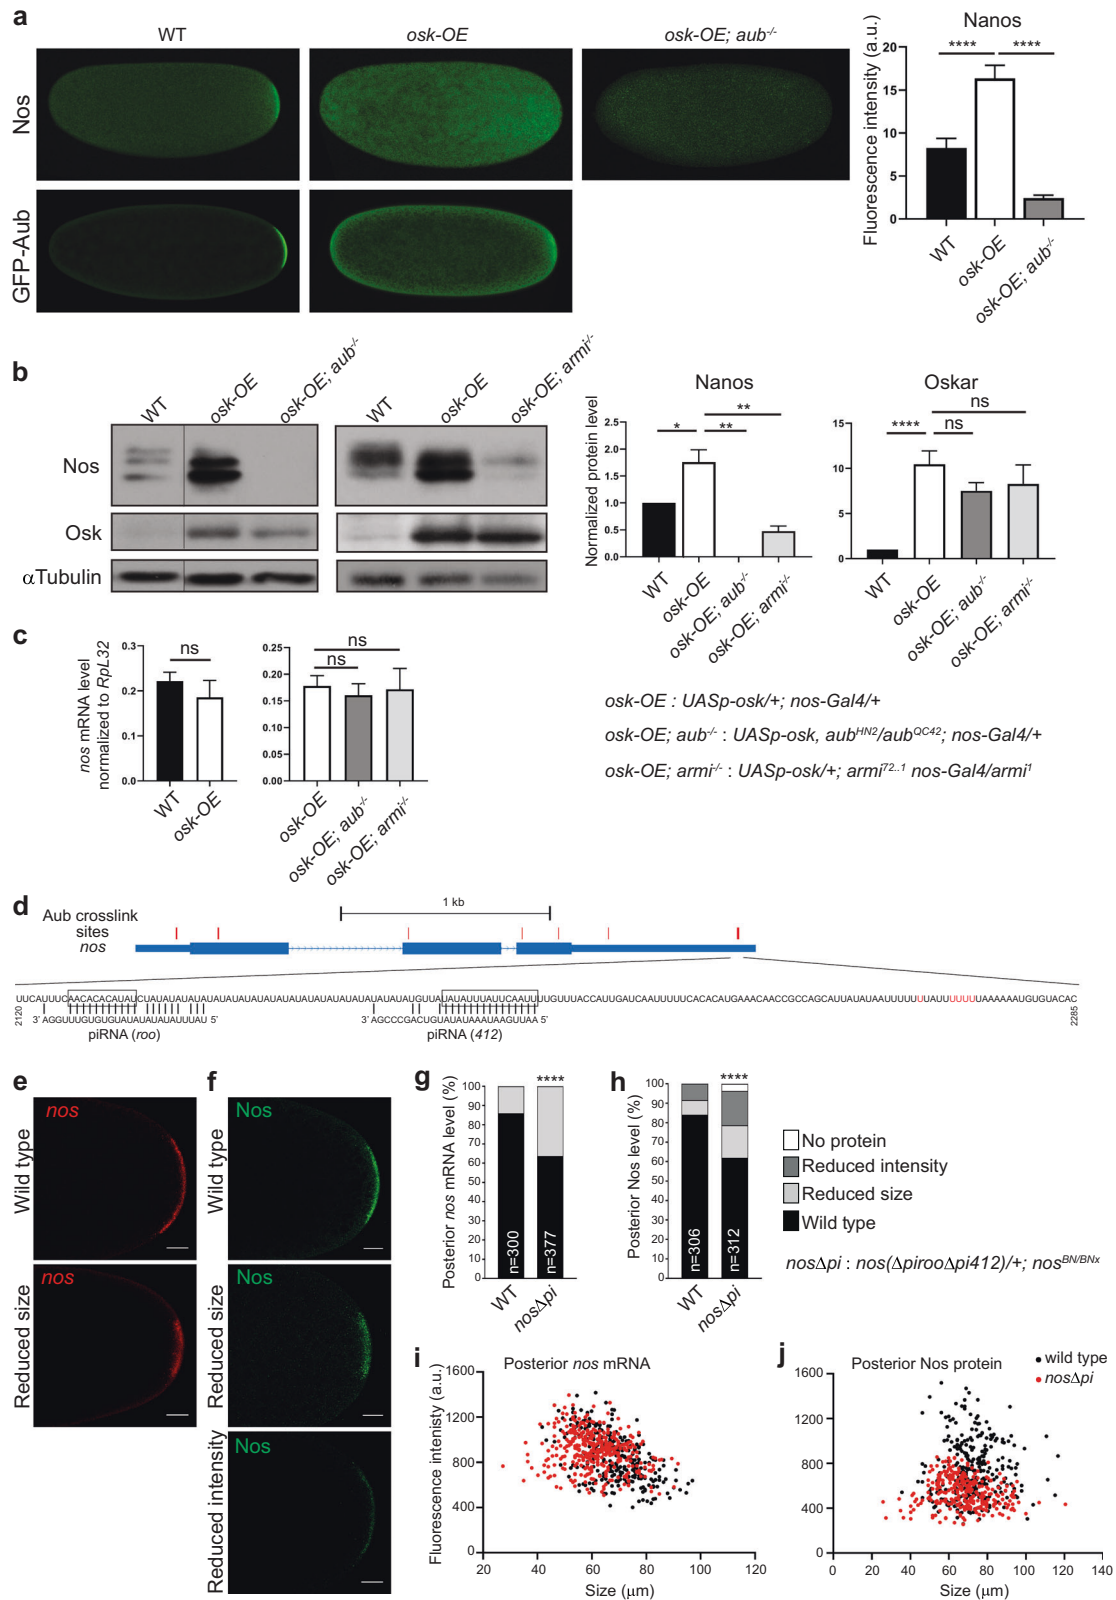 a
WT
osk-OE
osk-OE; aub-/-
Nos
GFP-Aub
Nanos
Fluorescence intensity (a.u.)
20
15
10
5
0
****
****
WT
osk-OE
osk-OE; aub-/-
b
WT
osk-OE
osk-OE; aub-/-
WT
osk-OE
osk-OE; armi-/-
Nos
Osk
αTubulin
Nanos
Normalized protein level
2.5
2.0
1.5
1.0
0.5
0.0
*
**
**
WT
osk-OE
osk-OE; aub-/-
osk-OE; armi-/-
Oskar
15
10
5
0
****
ns
ns
WT
osk-OE
osk-OE; aub-/-
osk-OE; armi-/-
c
nos mRNA level
normalized to RpL32
0.3
0.2
0.1
0.0
ns
WT
osk-OE
0.25
0.20
0.15
0.10
0.05
0.00
ns
ns
osk-OE
osk-OE; aub-/-
osk-OE; armi-/-
osk-OE : UASp-osk/+; nos-Gal4/+
osk-OE; aub-/- : UASp-osk, aubHN2/aubQC42; nos-Gal4/+
osk-OE; armi-/- : UASp-osk/+; armi72.1 nos-Gal4/armi1
d
Aub crosslink
sites
nos
1 kb
2120
2285
3' AGGUUUGUGUGUAUAUAUAUAUUUAU 5'
piRNA (roo)
3' AGCCCGACUGUAUAUAAAUAAGUUAA 5'
piRNA (412)
e
nos
Wild type
nos
Reduced size
f
Nos
Wild type
Nos
Reduced size
Nos
Reduced intensity
g
Posterior nos mRNA level (%)
100
90
80
70
60
50
40
30
20
10
0
****
n=300
n=377
WT
nosΔpi
h
Posterior Nos level (%)
100
90
80
70
60
50
40
30
20
10
0
****
n=306
n=312
WT
nosΔpi
No protein
Reduced intensity
Reduced size
Wild type
nosΔpi : nos(ΔpirooΔpi412)/+; nosBN/BNx
i
Posterior nos mRNA
Fluorescence intenisity (a.u.)
1600
1200
800
400
0
20
40
60
80
100
120
Size (μm)
j
Posterior Nos protein
wild type
nosΔpi
1600
1200
800
400
0
0
20
40
60
80
100
120
140
Size (μm)